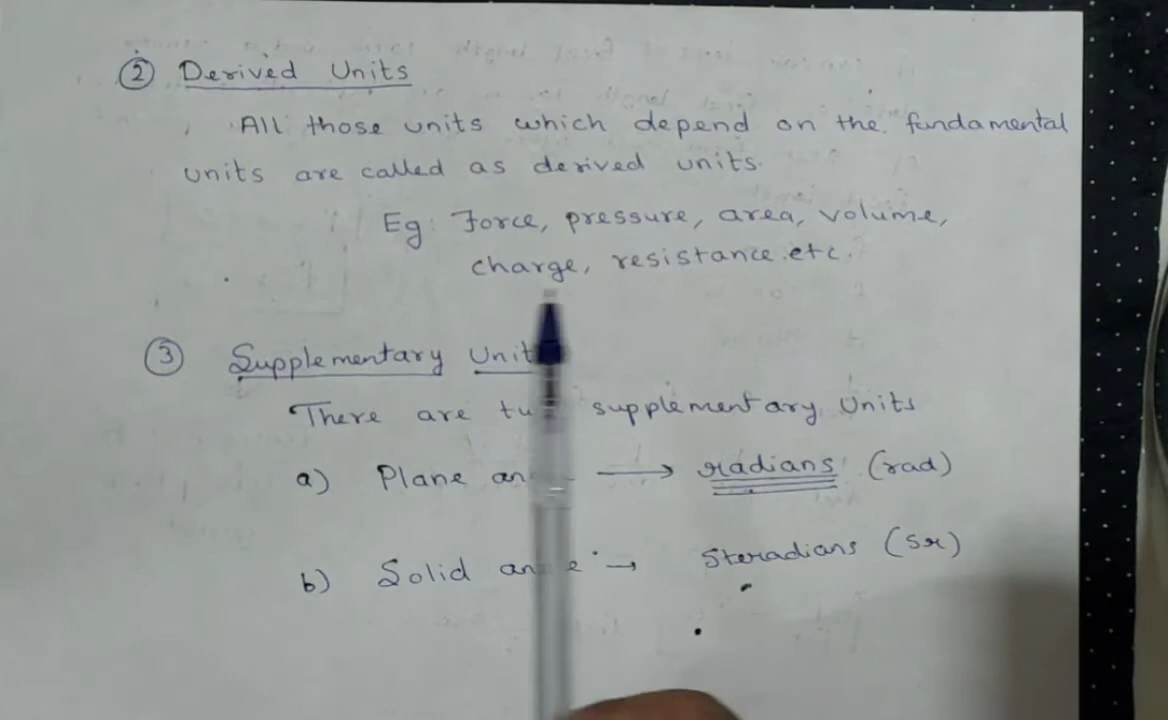 ② Derived Units
All those units which depend on the fundamental
units are called as derived units.
Eg: Force, pressure, area, volume,
charge, resistance.etc.
③ Supplementary Unit
There are supplementary Units
a) Plane → radians (rad)
b) Solid → Steradians (Sr)